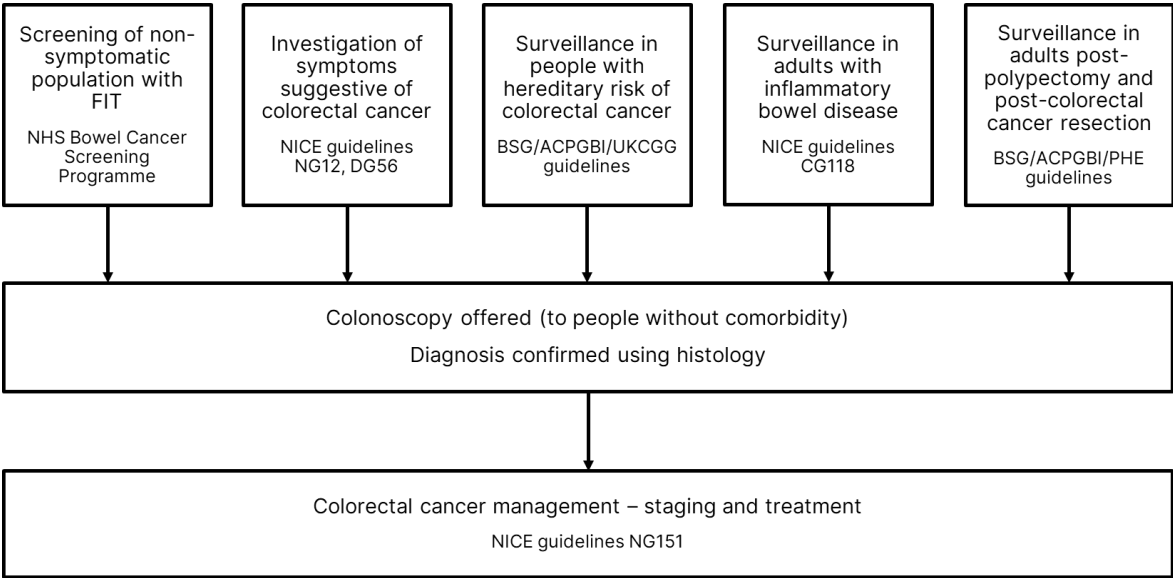 Screening of non-
symptomatic
population with
FIT
NHS Bowel Cancer
Screening
Programme
Investigation of
symptoms
suggestive of
colorectal cancer
NICE guidelines
NG12, DG56
Surveillance in
people with
hereditary risk of
colorectal cancer
BSG/ACPGBI/UKCGG
guidelines
Surveillance in
adults with
inflammatory
bowel disease
NICE guidelines
CG118
Surveillance in
adults post-
polypectomy and
post-colorectal
cancer resection
BSG/ACPGBI/PHE
guidelines
Colonoscopy offered (to people without comorbidity)
Diagnosis confirmed using histology
Colorectal cancer management – staging and treatment
NICE guidelines NG151